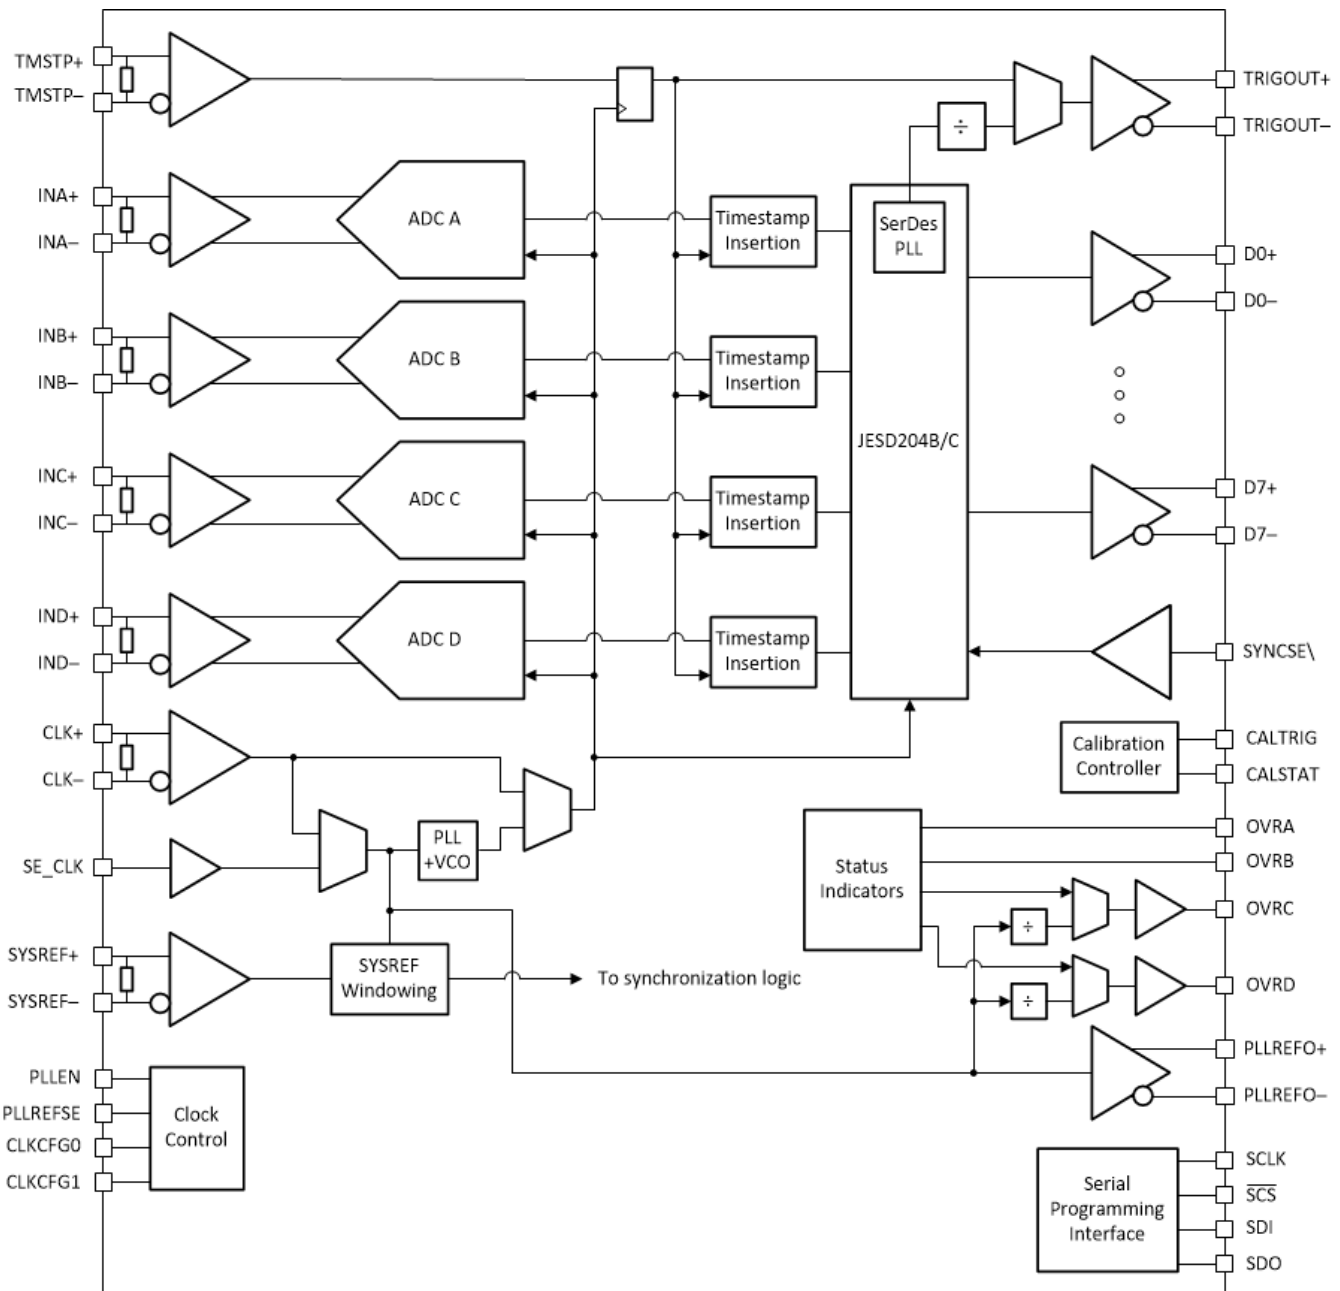 TMSTP+
TMSTP–
÷
TRIGOUT+
TRIGOUT–
INA+
INA–
ADC A
Timestamp
Insertion
SerDes
PLL
D0+
D0–
INB+
INB–
ADC B
Timestamp
Insertion
JESD204B/C
INC+
INC–
ADC C
Timestamp
Insertion
D7+
D7–
IND+
IND–
ADC D
Timestamp
Insertion
SYNCSE\
CLK+
CLK–
Calibration
Controller
CALTRIG
CALSTAT
SE_CLK
PLL
+VCO
Status
Indicators
OVRA
OVRB
÷
OVRC
÷
OVRD
SYSREF+
SYSREF–
SYSREF
Windowing
To synchronization logic
PLLREFO+
PLLREFO–
PLLEN
PLLREFSE
CLKCFG0
CLKCFG1
Clock
Control
Serial
Programming
Interface
SCLK
SCS
SDI
SDO